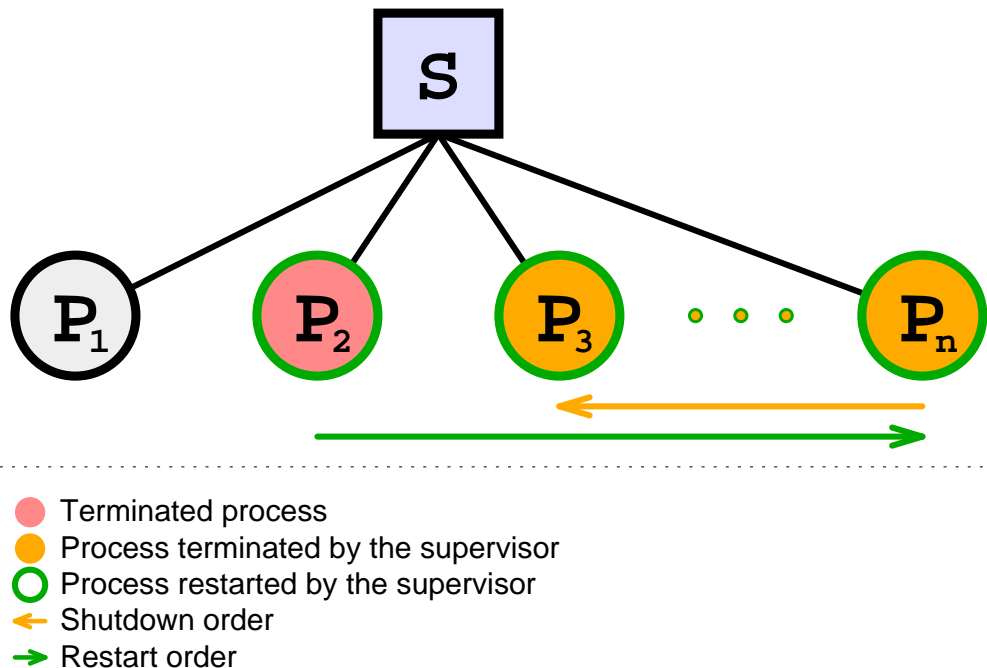 S
P1 P2 P3 Pn
Terminated process
Process terminated by the supervisor
Process restarted by the supervisor
Shutdown order
Restart order